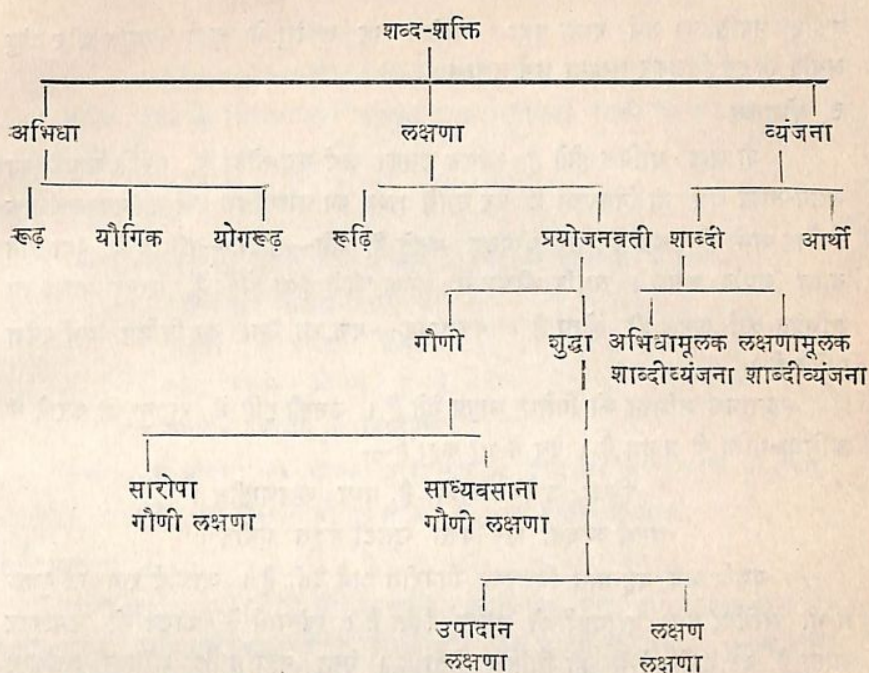 शब्द-शक्ति
अभिधा लक्षणा व्यंजना
रूढ़ यौगिक योगरूढ़ रूढ़ि प्रयोजनवती शाब्दी आर्थी
गौणी शुद्धा अभिधामूलक लक्षणामूलक
शाब्दीव्यंजना शाब्दीव्यंजना
सारोपा साध्यवसाना
गौणी लक्षणा गौणी लक्षणा
उपादान लक्षण
लक्षणा लक्षणा